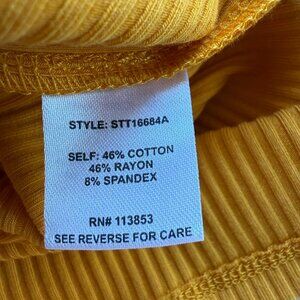 STYLE: STT16684A
SELF: 46% COTTON
46% RAYON
8% SPANDEX
RN# 113853
SEE REVERSE FOR CARE